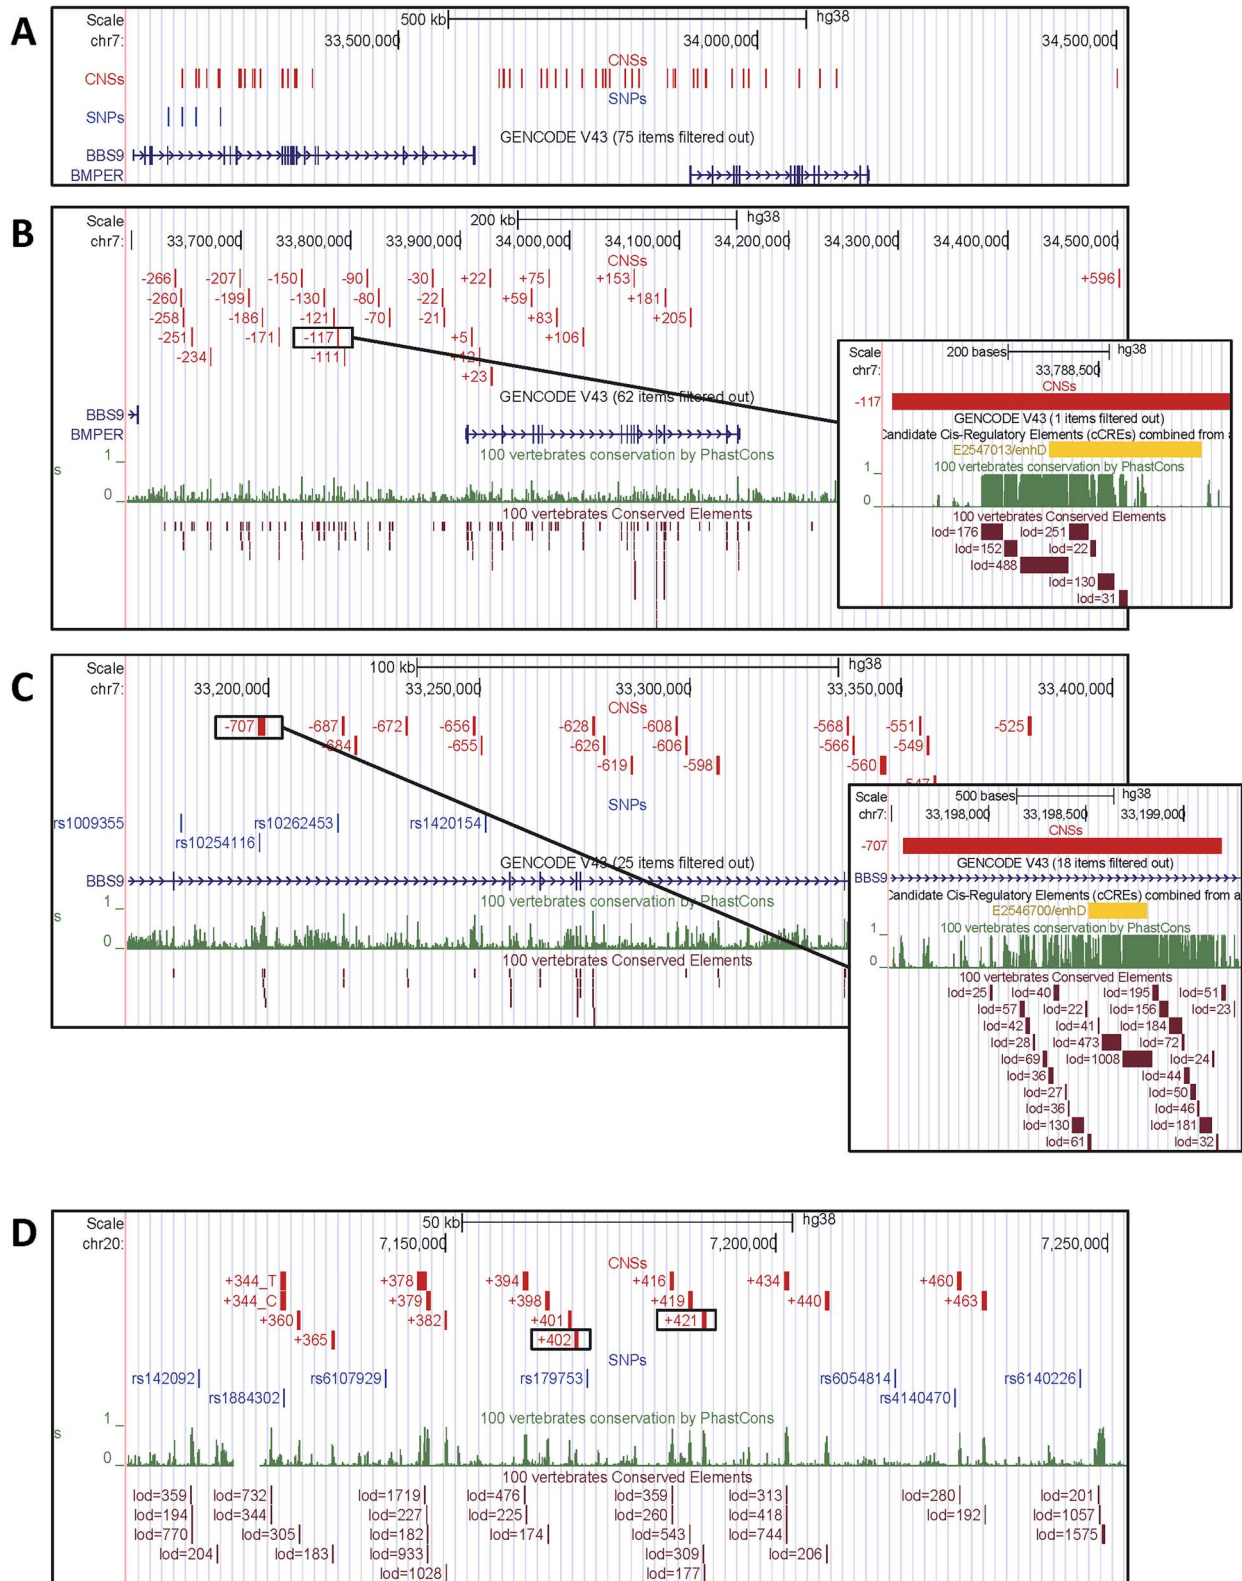 A
Scale 500 kb hg38
chr7: 33,500,000 34,000,000 34,500,000
CNSs
CNSs
SNPs
SNPs
GENCODE V43 (75 items filtered out)
BBS9
BMPER
B
Scale 200 kb hg38
chr7: 33,700,000 33,800,000 33,900,000 34,000,000 34,100,000 34,200,000 34,300,000 34,400,000 34,500,000
CNSs
-266 -207 -150 -90 -30 +22 +75 +153 +596
-260 -199 -130 -80 -22 +59 +181
-258 -186 -121 -70 -21 +83 +205
-251 -171 -117 +5 +106
-234 -111 +12
+23
GENCODE V43 (62 items filtered out)
BBS9
BMPER
100 vertebrates conservation by PhastCons
s
1
0
100 vertebrates Conserved Elements
Scale 200 bases hg38
chr7: 33,788,500
CNSs
-117
GENCODE V43 (1 items filtered out)
Candidate Cis-Regulatory Elements (cCREs) combined from a
E2547013/enhD
100 vertebrates conservation by PhastCons
1
0
100 vertebrates Conserved Elements
lod=176 lod=251
lod=152 lod=22
lod=488
lod=130
lod=31
C
Scale 100 kb hg38
chr7: 33,200,000 33,250,000 33,300,000 33,350,000 33,400,000
CNSs
-707 -687 -672 -656 -628 -608 -568 -551 -525
-684 -655 -626 -606 -566 -549
-619 -598 -560
-547
SNPs
rs1009355 rs10262453 rs1420154
rs10254116
GENCODE V43 (25 items filtered out)
BBS9
100 vertebrates conservation by PhastCons
s
1
0
100 vertebrates Conserved Elements
Scale 500 bases hg38
chr7: 33,198,000 33,198,500 33,199,000
CNSs
-707
GENCODE V43 (18 items filtered out)
BBS9
Candidate Cis-Regulatory Elements (cCREs) combined from a
E2546700/enhD
100 vertebrates conservation by PhastCons
1
0
100 vertebrates Conserved Elements
lod=25 lod=40 lod=195 lod=51
lod=57 lod=22 lod=156 lod=23
lod=42 lod=41 lod=184
lod=28 lod=473 lod=72
lod=69 lod=1008 lod=24
lod=36 lod=44
lod=27 lod=50
lod=36 lod=46
lod=130 lod=181
lod=61 lod=32
D
Scale 50 kb hg38
chr20: 7,150,000 7,200,000 7,250,000
CNSs
+344_T +378 +394 +416 +434 +460
+344_C +379 +398 +419 +440 +463
+360 +382 +401 +421
+365 +402
SNPs
rs142092 rs6107929 rs179753 rs6054814 rs6140226
rs1884302 rs4140470
100 vertebrates conservation by PhastCons
s
1
0
100 vertebrates Conserved Elements
lod=359 lod=732 lod=1719 lod=476 lod=359 lod=313 lod=280 lod=201
lod=194 lod=344 lod=227 lod=225 lod=260 lod=418 lod=192 lod=1057
lod=770 lod=305 lod=182 lod=174 lod=543 lod=744 lod=1575
lod=204 lod=183 lod=933 lod=309 lod=206
lod=1028 lod=177